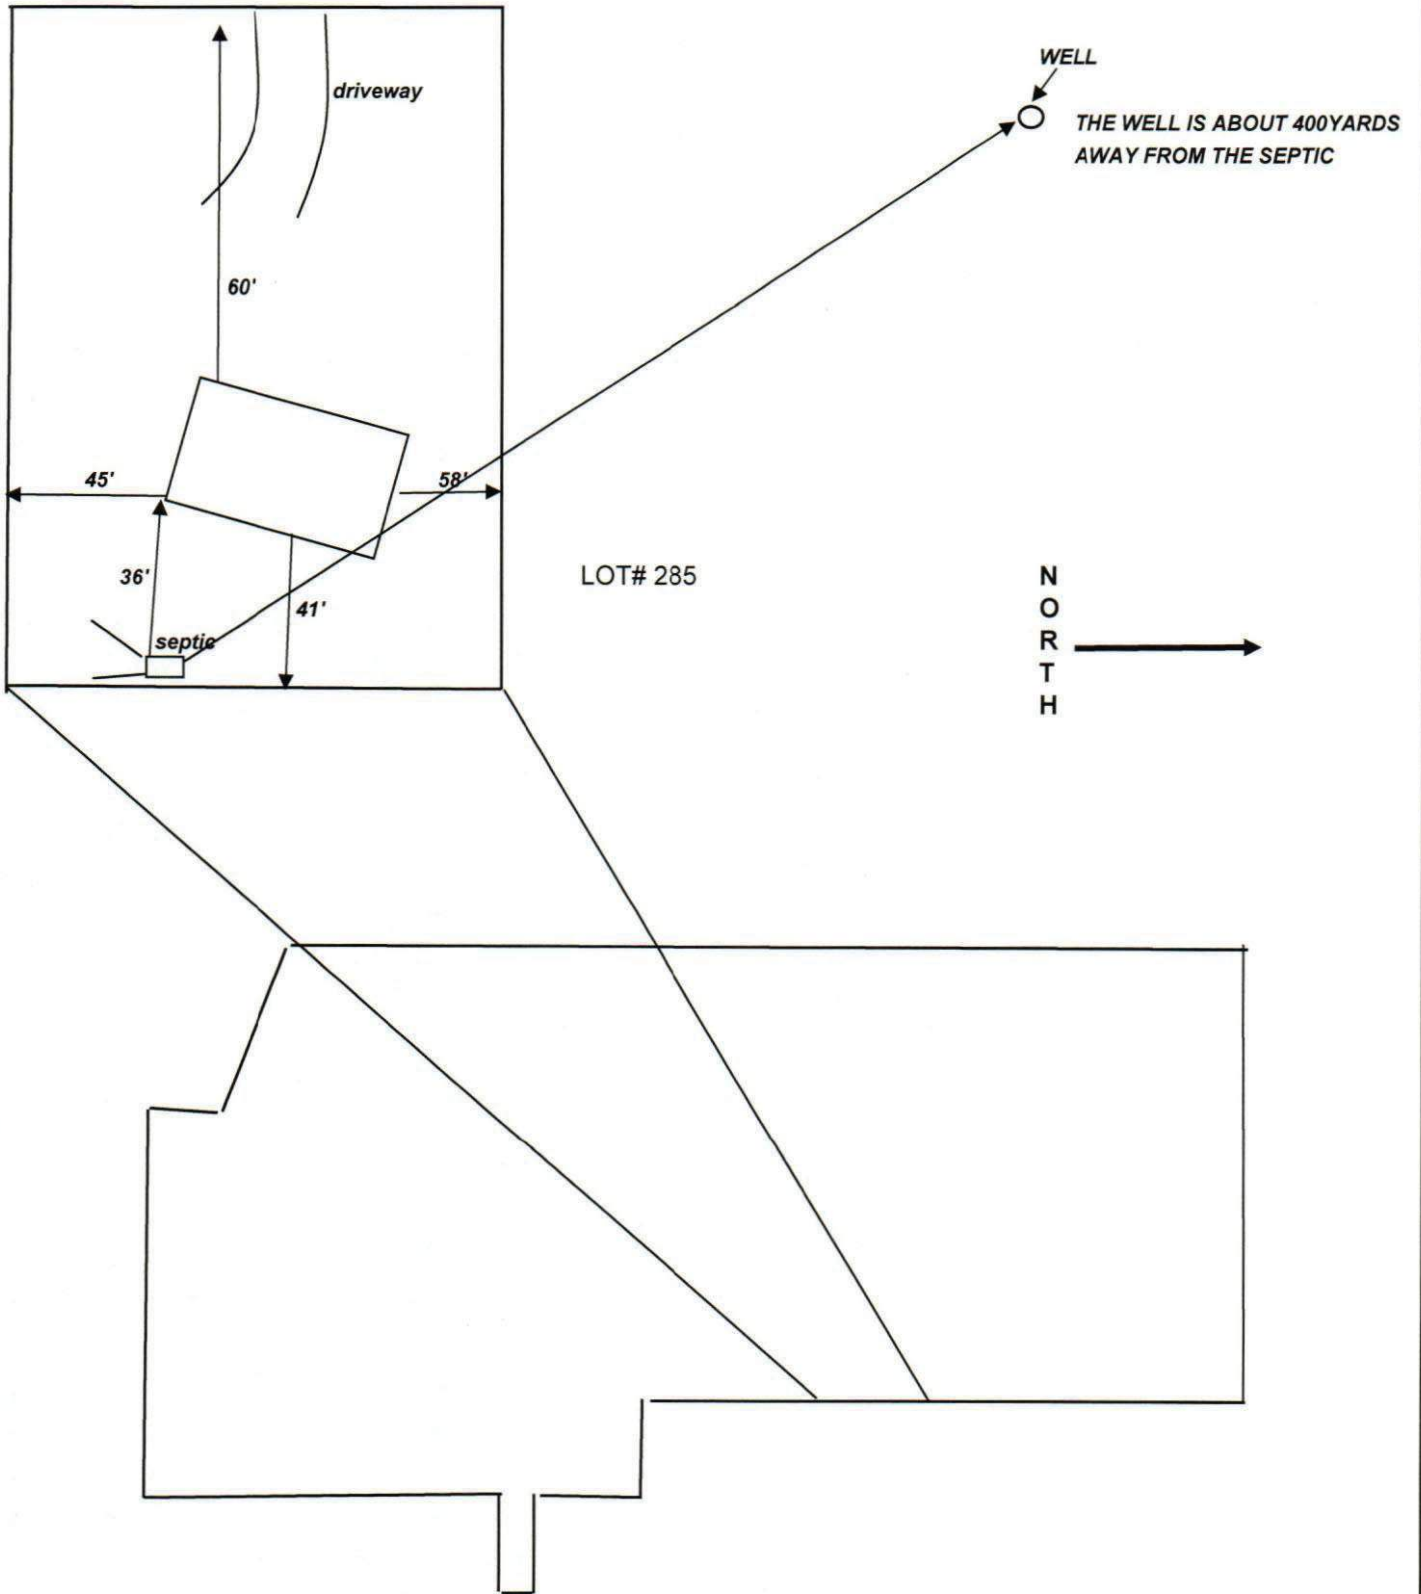 WELL
driveway
THE WELL IS ABOUT 400YARDS
AWAY FROM THE SEPTIC
60'
45'
58'
36'
LOT# 285
41'
septic
NORTH